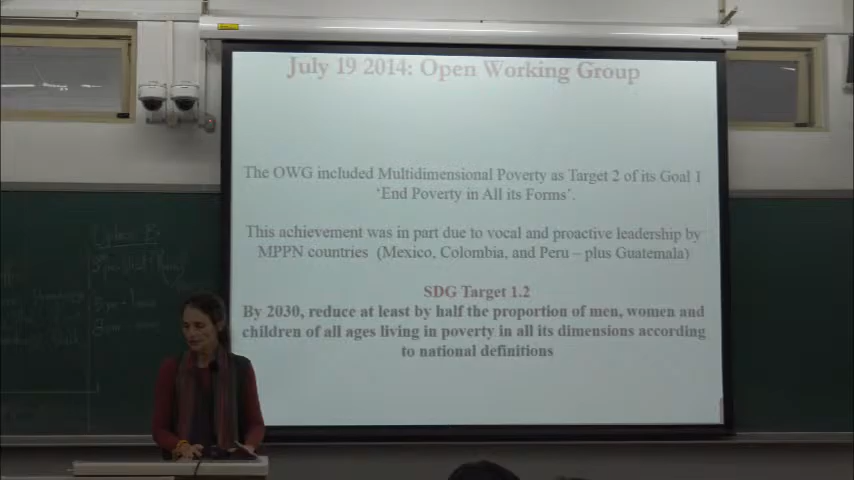 July 19 2014: Open Working Group
The OWG included Multidimensional Poverty as Target 2 of its Goal 1
‘End Poverty in All its Forms’.
This achievement was in part due to vocal and proactive leadership by
MPPN countries (Mexico, Colombia, and Peru – plus Guatemala)
SDG Target 1.2
By 2030, reduce at least by half the proportion of men, women and
children of all ages living in poverty in all its dimensions according
to national definitions